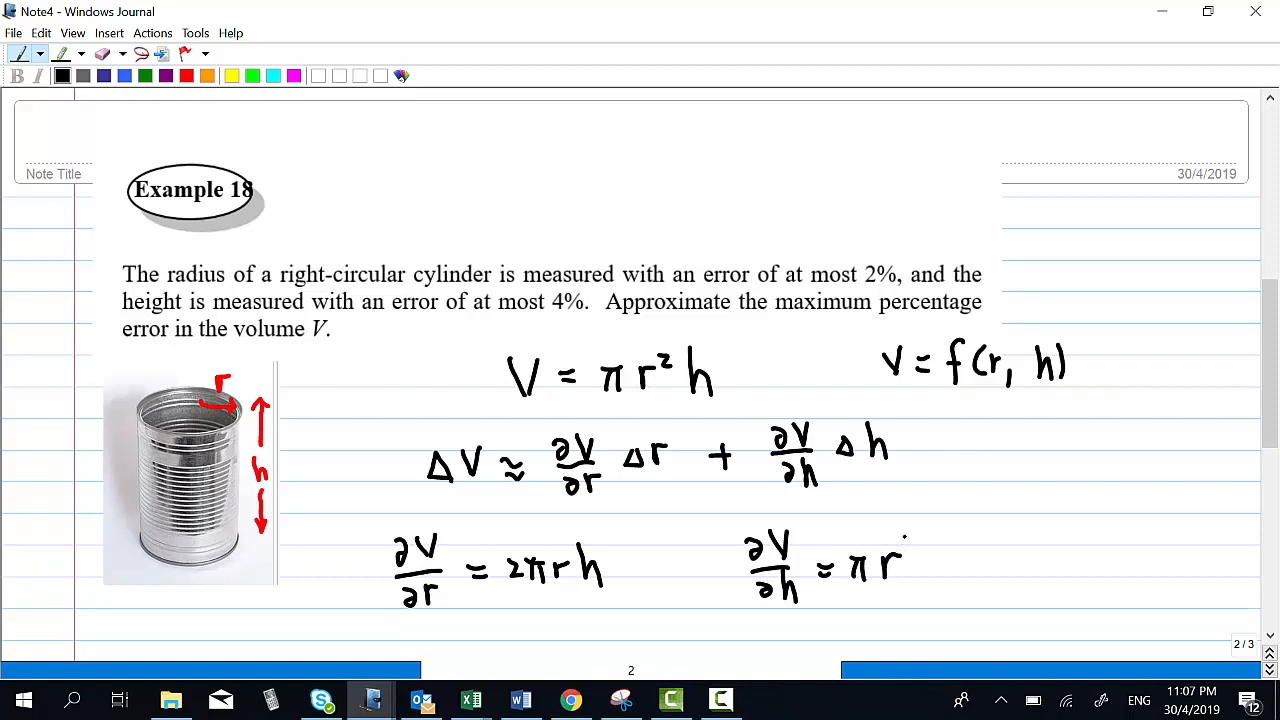 Note4 - Windows Journal
File Edit View Insert Actions Tools Help
B I
Note Title
30/4/2019
Example 18
The radius of a right-circular cylinder is measured with an error of at most 2%, and the
height is measured with an error of at most 4%. Approximate the maximum percentage
error in the volume V.
V = πr²h
V = f(r, h)
r
h
ΔV ≈ ∂V/∂r Δr + ∂V/∂h Δh
∂V/∂r = 2πrh
∂V/∂h = πr
2 / 3
2
ENG
11:07 PM
30/4/2019
12